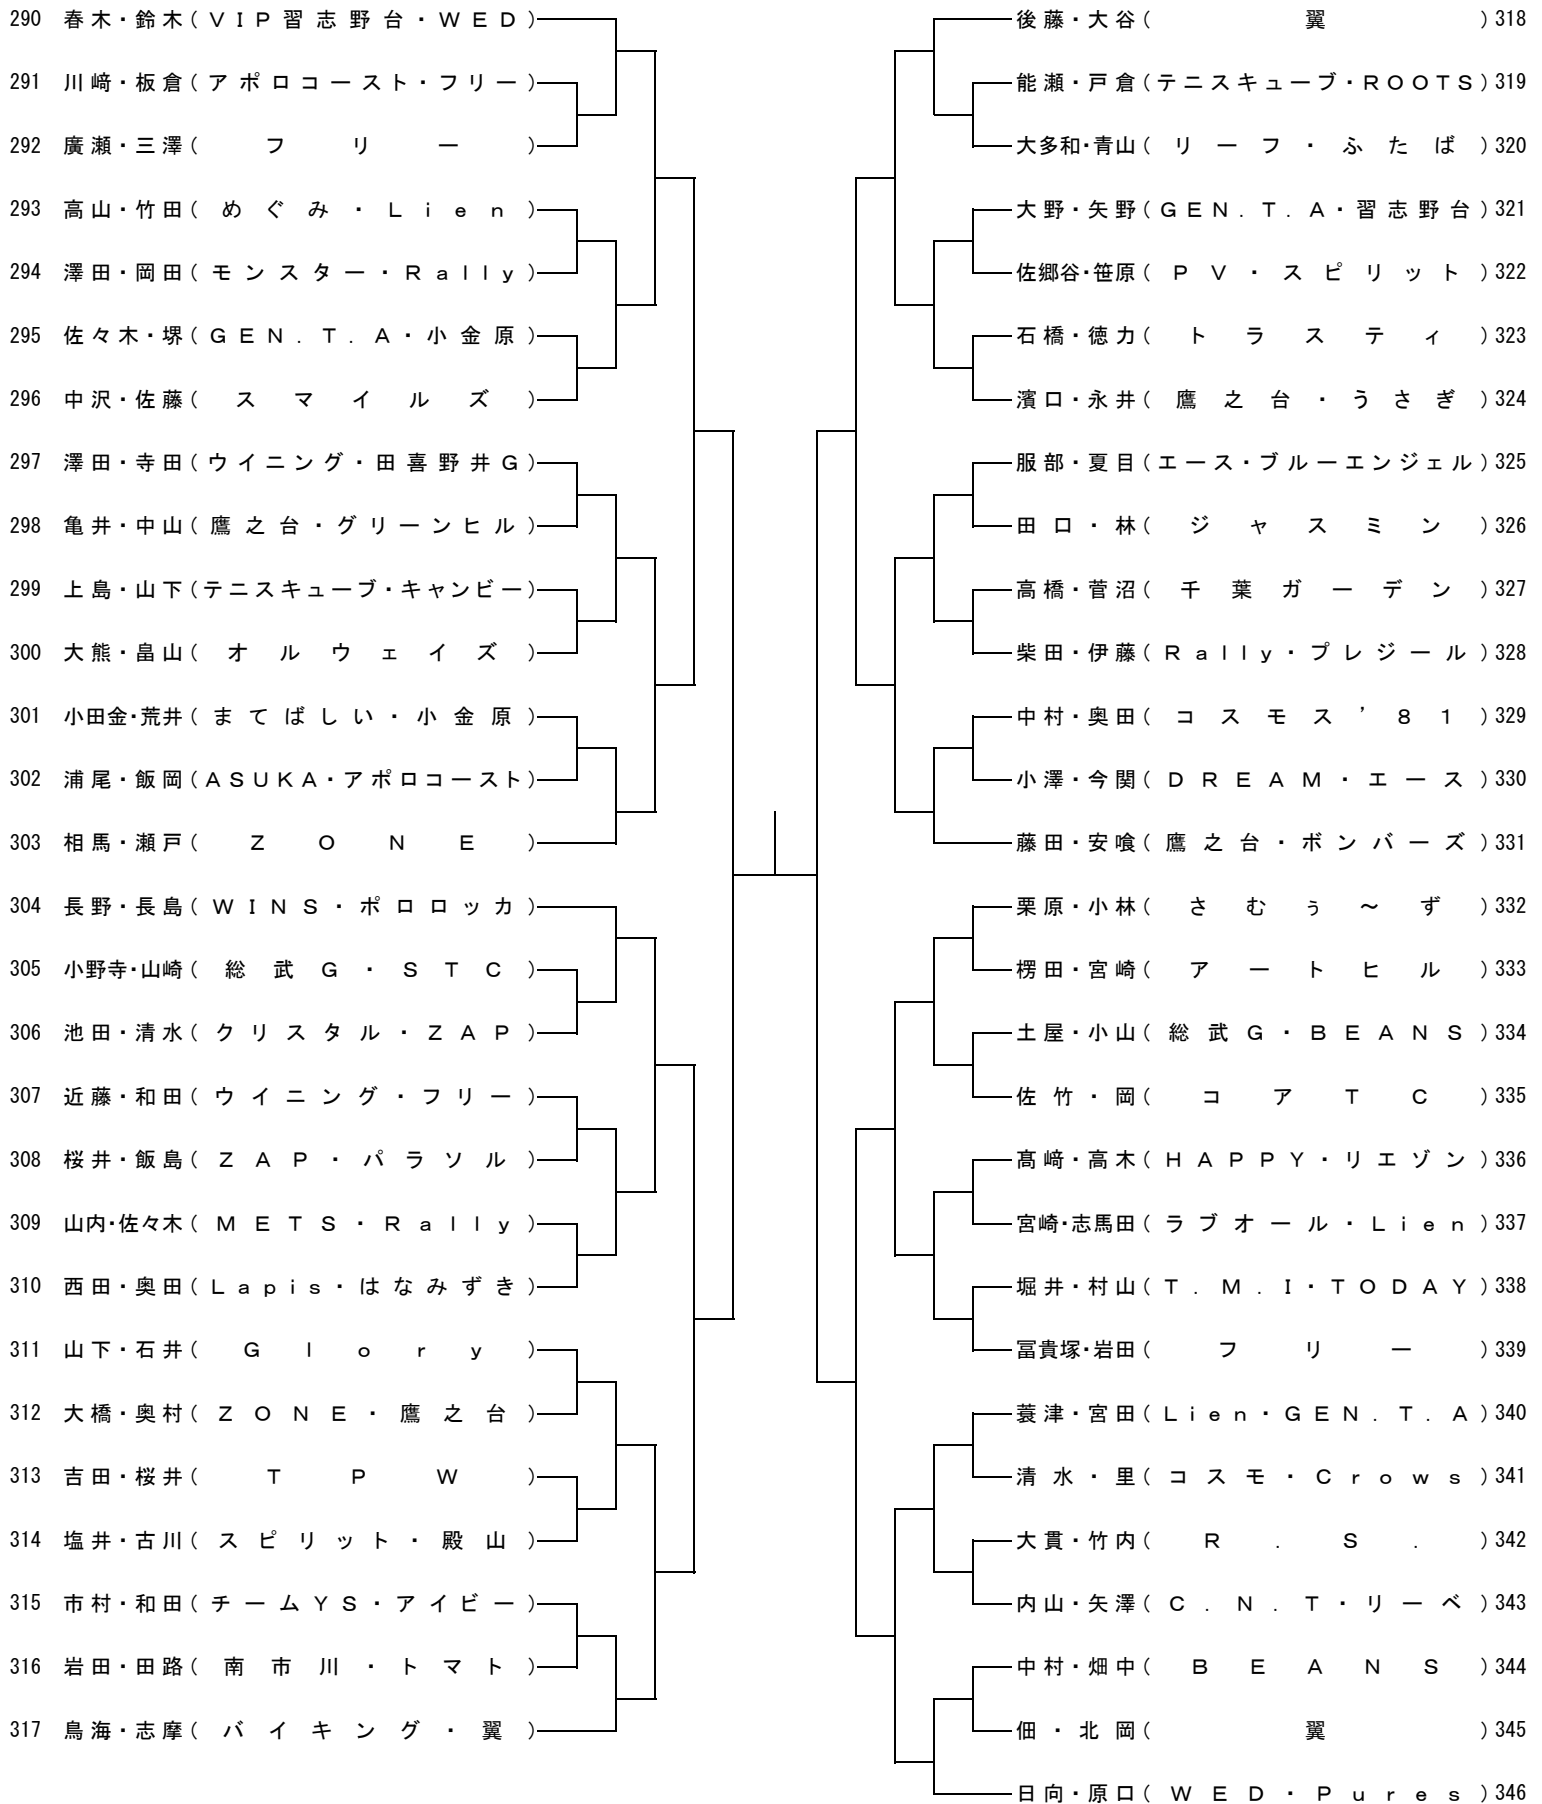 290 春木・鈴木(VIP習志野台・WED)
291 川﨑・板倉(アポロコースト・フリー)
292 廣瀬・三澤(フリー)
293 高山・竹田(めぐみ・Lien)
294 澤田・岡田(モンスター・Rally)
295 佐々木・堺(GEN.T.A・小金原)
296 中沢・佐藤(スマイルズ)
297 澤田・寺田(ウイニング・田喜野井G)
298 亀井・中山(鷹之台・グリーンヒル)
299 上島・山下(テニスキューブ・キャンビー)
300 大熊・畠山(オルウェイズ)
301 小田金・荒井(まてばしい・小金原)
302 浦尾・飯岡(ASUKA・アポロコースト)
303 相馬・瀬戸(ZONE)
304 長野・長島(WINS・ポロロッカ)
305 小野寺・山崎(総武G・STC)
306 池田・清水(クリスタル・ZAP)
307 近藤・和田(ウイニング・フリー)
308 桜井・飯島(ZAP・パラソル)
309 山内・佐々木(METS・Rally)
310 西田・奥田(Lapis・はなみずき)
311 山下・石井(Glory)
312 大橋・奥村(ZONE・鷹之台)
313 吉田・桜井(TPW)
314 塩井・古川(スピリット・殿山)
315 市村・和田(チームYS・アイビー)
316 岩田・田路(南市川・トマト)
317 鳥海・志摩(バイキング・翼)
後藤・大谷(翼)318
能瀬・戸倉(テニスキューブ・ROOTS)319
大多和・青山(リーフ・ふたば)320
大野・矢野(GEN.T.A・習志野台)321
佐郷谷・笹原(PV・スピリット)322
石橋・徳力(トラスティ)323
濱口・永井(鷹之台・うさぎ)324
服部・夏目(エース・ブルーエンジェル)325
田口・林(ジャスミン)326
高橋・菅沼(千葉ガーデン)327
柴田・伊藤(Rally・プレジール)328
中村・奥田(コスモス’81)329
小澤・今関(DREAM・エース)330
藤田・安喰(鷹之台・ボンバーズ)331
栗原・小林(さむぅ～ず)332
楞田・宮崎(アートヒル)333
土屋・小山(総武G・BEANS)334
佐竹・岡(コアTC)335
髙﨑・高木(HAPPY・リエゾン)336
宮崎・志馬田(ラブオール・Lien)337
堀井・村山(T.M.I・TODAY)338
冨貴塚・岩田(フリー)339
蓑津・宮田(Lien・GEN.T.A)340
清水・里(コスモ・Crows)341
大貫・竹内(R.S.)342
内山・矢澤(C.N.T・リーベ)343
中村・畑中(BEANS)344
佃・北岡(翼)345
日向・原口(WED・Pures)346